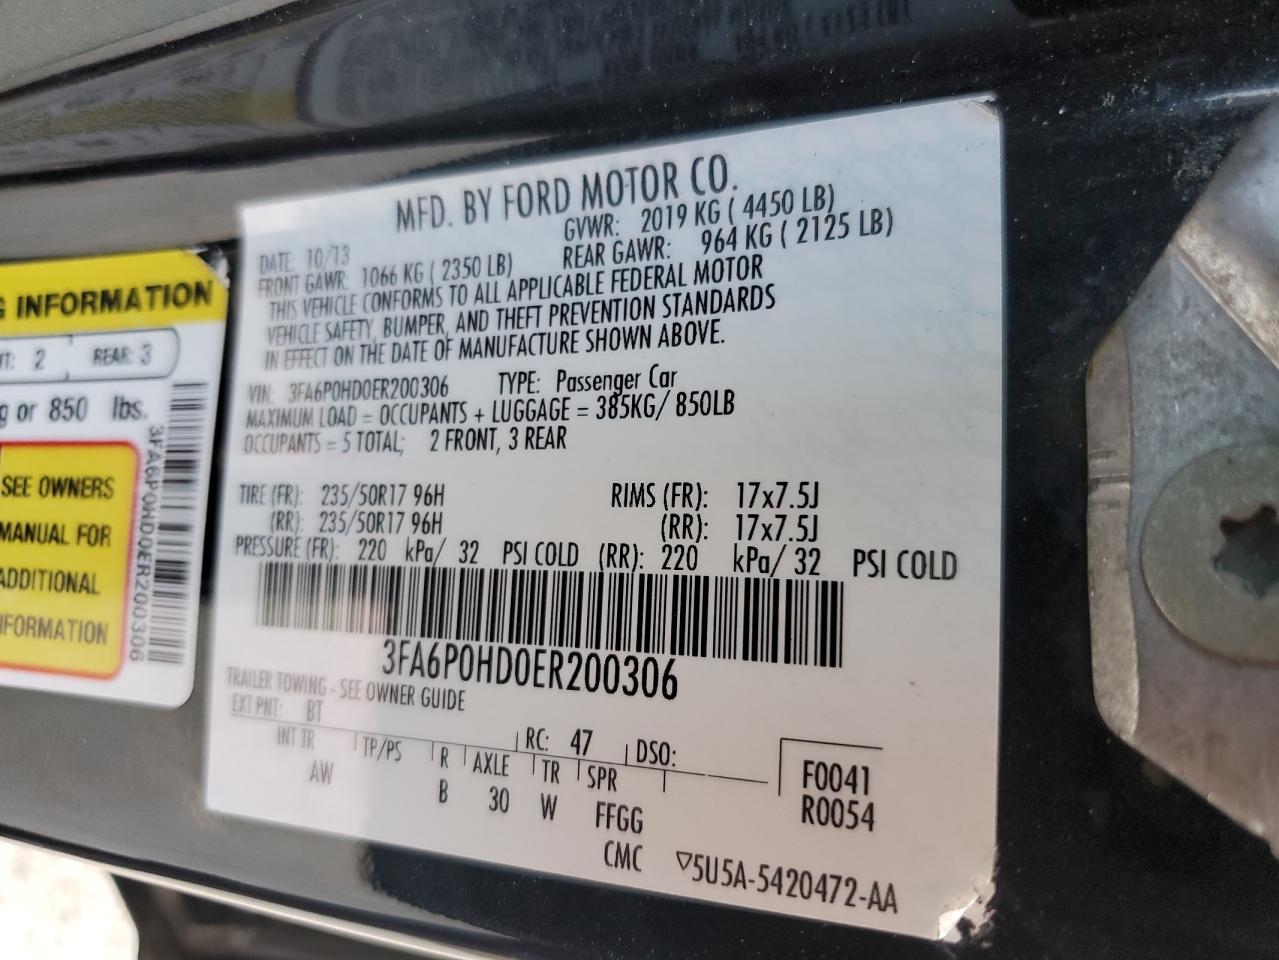 MFD. BY FORD MOTOR CO.
DATE: 10/13 GVWR: 2019 KG ( 4450 LB)
FRONT GAWR: 1066 KG ( 2350 LB) REAR GAWR: 964 KG ( 2125 LB)
THIS VEHICLE CONFORMS TO ALL APPLICABLE FEDERAL MOTOR
VEHICLE SAFETY, BUMPER, AND THEFT PREVENTION STANDARDS
IN EFFECT ON THE DATE OF MANUFACTURE SHOWN ABOVE.
VIN: 3FA6P0HD0ER200306 TYPE: Passenger Car
MAXIMUM LOAD = OCCUPANTS + LUGGAGE = 385KG/ 850LB
OCCUPANTS = 5 TOTAL; 2 FRONT, 3 REAR
TIRE (FR): 235/50R17 96H RIMS (FR): 17x7.5J
(RR): 235/50R17 96H (RR): 17x7.5J
PRESSURE (FR): 220 kPa/ 32 PSI COLD (RR): 220 kPa/ 32 PSI COLD
3FA6P0HD0ER200306
TRAILER TOWING - SEE OWNER GUIDE
EXT PNT: BT RC: 47 DSO:
INT TR TP/PS R AXLE TR SPR
AW B 30 W FFGG
CMC
F0041
R0054
▽5U5A-5420472-AA
INFORMATION
2 REAR: 3
or 850 lbs.
SEE OWNERS
MANUAL FOR
ADDITIONAL
INFORMATION
3FA6P0HD0ER200306